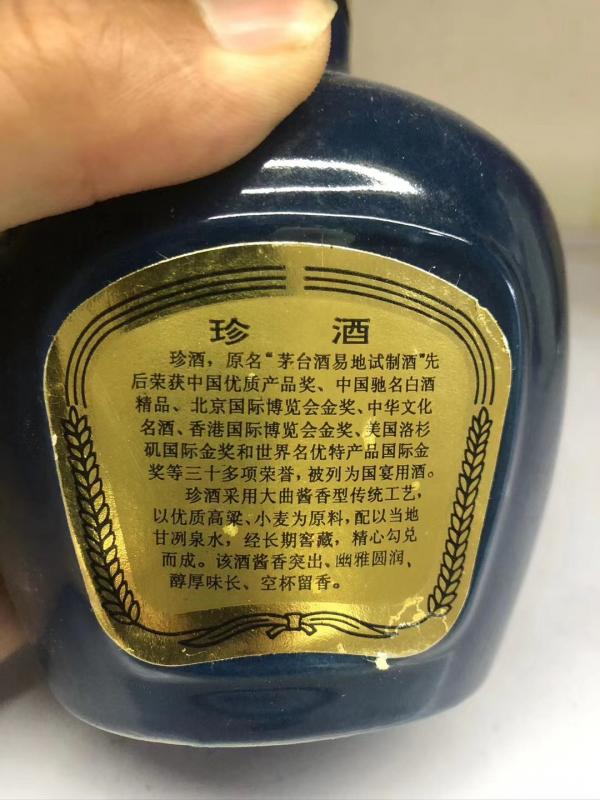 珍 酒
珍酒，原名“茅台酒易地试制酒”先
后荣获中国优质产品奖、中国驰名白酒
精品、北京国际博览会金奖、中华文化
名酒、香港国际博览会金奖、美国洛杉
矶国际金奖和世界名优特产品国际金
奖等三十多项荣誉，被列为国宴用酒。
珍酒采用大曲酱香型传统工艺，
以优质高粱、小麦为原料，配以当地
甘冽泉水，经长期窖藏，精心勾兑
而成。该酒酱香突出、幽雅圆润、
醇厚味长、空杯留香。